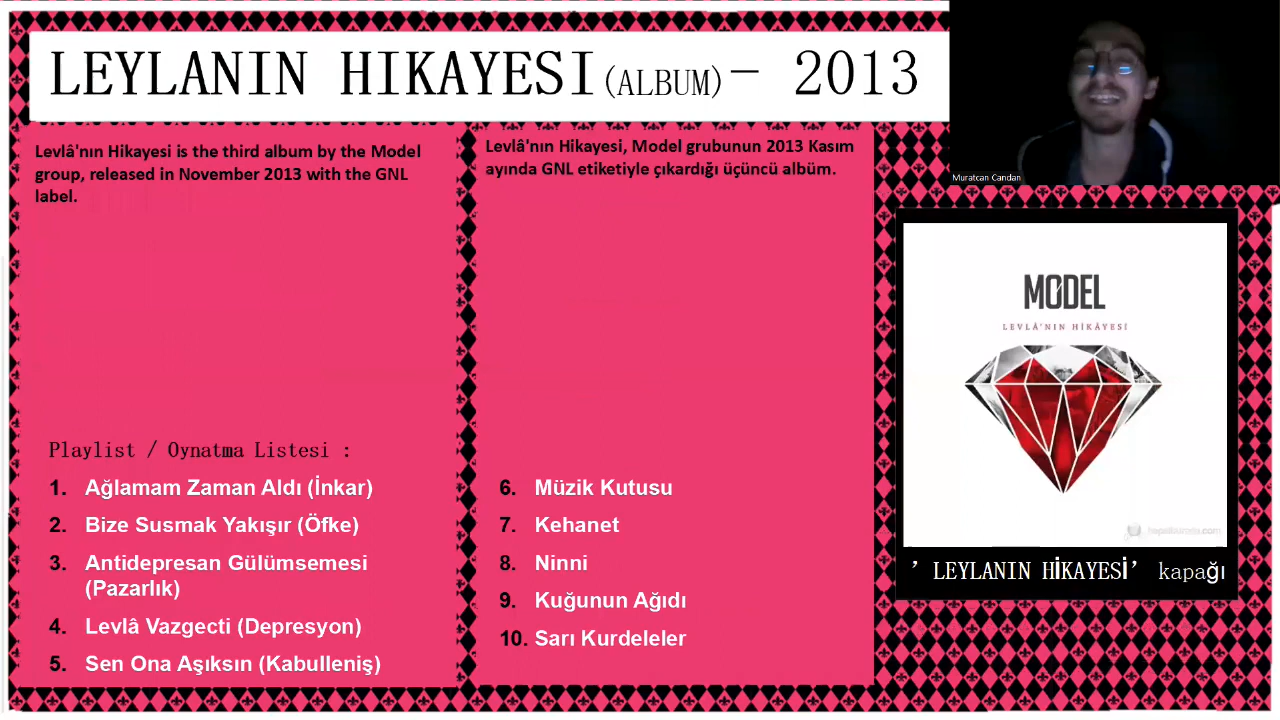 LEYLANIN HIKAYESI(ALBUM)— 2013
Levlâ'nın Hikayesi is the third album by the Model
group, released in November 2013 with the GNL
label.
Levlâ'nın Hikayesi, Model grubunun 2013 Kasım
ayında GNL etiketiyle çıkardığı üçüncü albüm.
Muratcan Candan
MODEL
LEVLÂ'NIN HİKÂYESİ
’ LEYLANIN HİKAYESİ’ kapağı
Playlist / Oynatma Listesi :
1. Ağlamam Zaman Aldı (İnkar)
2. Bize Susmak Yakışır (Öfke)
3. Antidepresan Gülümsemesi
(Pazarlık)
4. Levlâ Vazgecti (Depresyon)
5. Sen Ona Aşıksın (Kabulleniş)
6. Müzik Kutusu
7. Kehanet
8. Ninni
9. Kuğunun Ağıdı
10. Sarı Kurdeleler